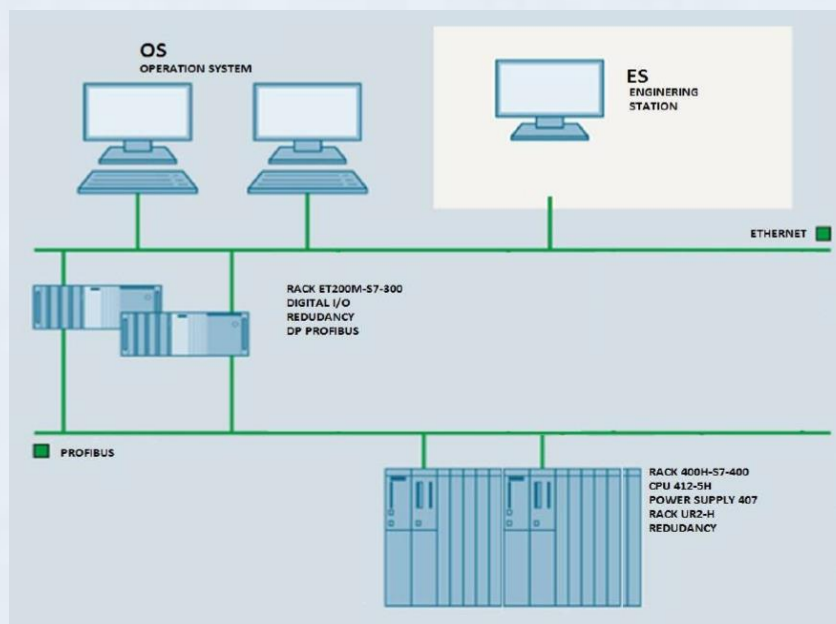 OS
OPERATION SYSTEM
ES
ENGINERING
STATION
ETHERNET
RACK ET200M-S7-300
DIGITAL I/O
REDUDANCY
DP PROFIBUS
PROFIBUS
RACK 400H-S7-400
CPU 412-5H
POWER SUPPLY 407
RACK UR2-H
REDUDANCY